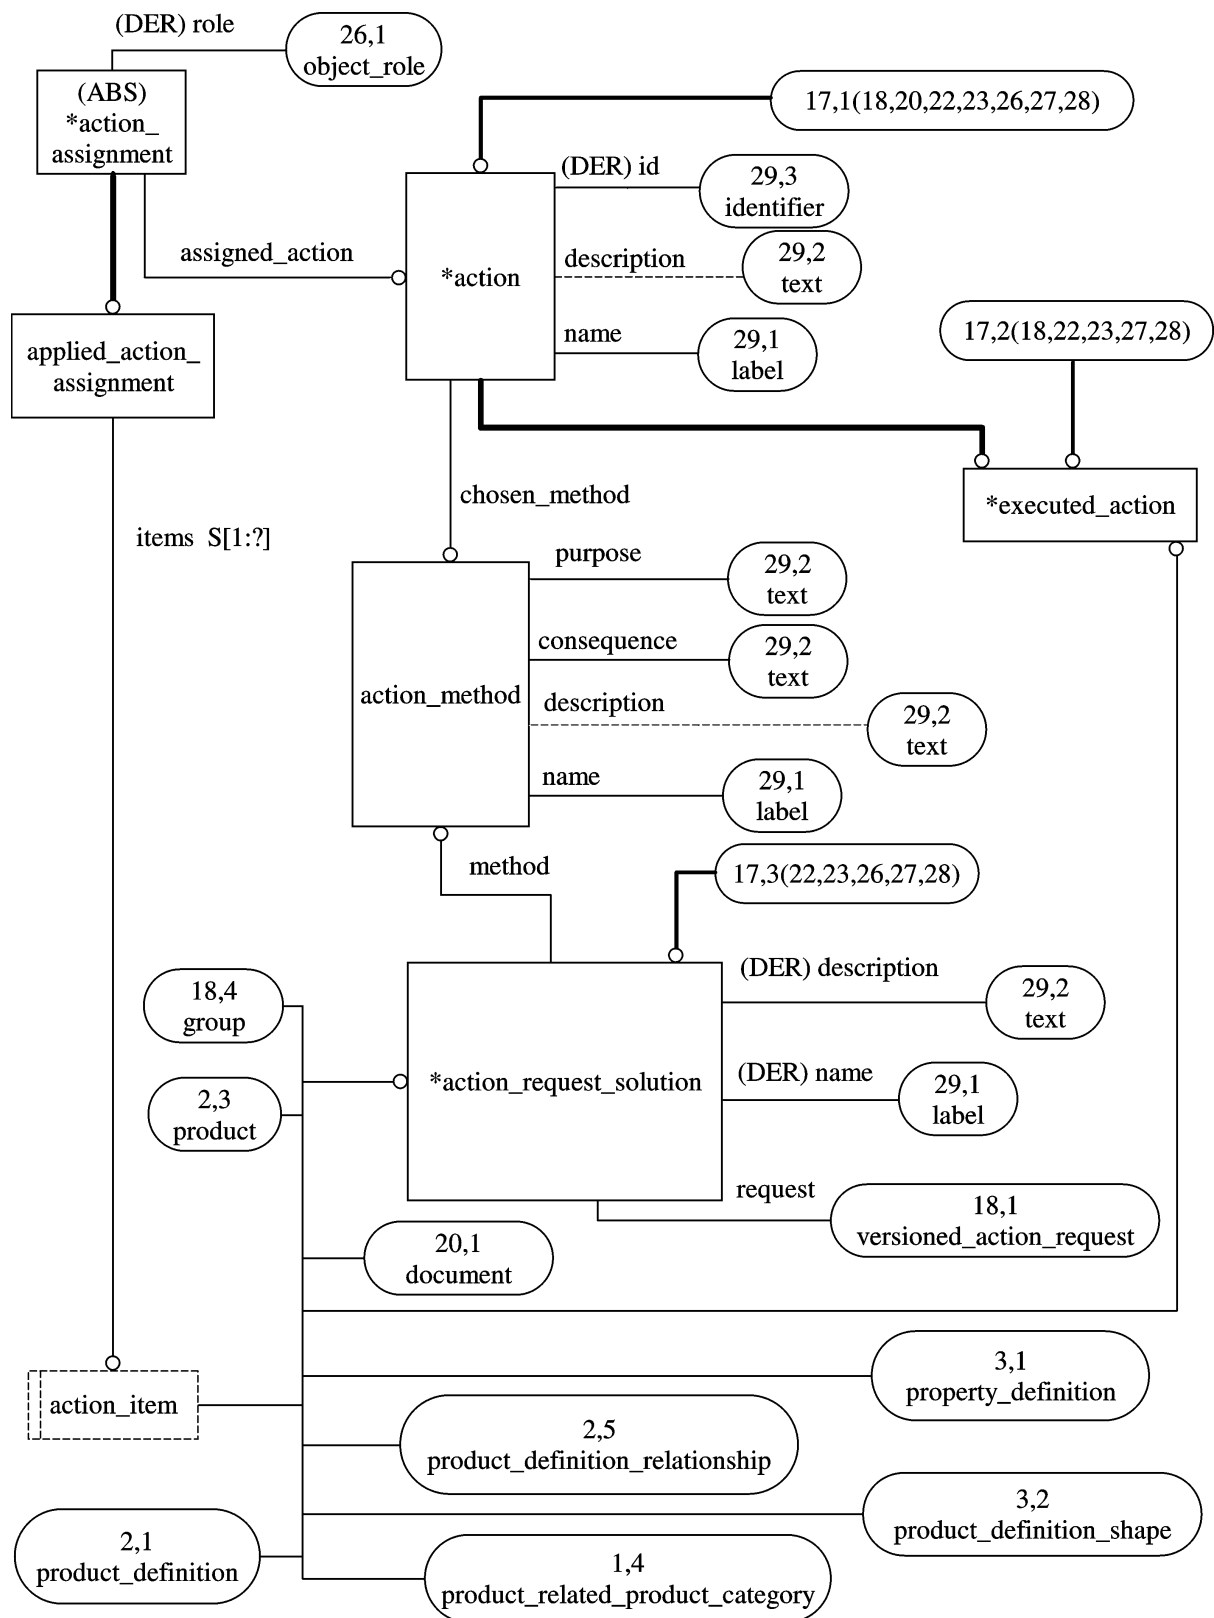 (DER) role
26,1
object_role
(ABS)
*action_
assignment
17,1(18,20,22,23,26,27,28)
(DER) id
29,3
identifier
assigned_action
*action
description
29,2
text
name
29,1
label
17,2(18,22,23,27,28)
applied_action_
assignment
*executed_action
chosen_method
items S[1:?]
purpose
29,2
text
consequence
29,2
text
action_method
description
29,2
text
name
29,1
label
method
17,3(22,23,26,27,28)
(DER) description
29,2
text
18,4
group
*action_request_solution
(DER) name
29,1
label
2,3
product
request
18,1
versioned_action_request
20,1
document
3,1
property_definition
action_item
2,5
product_definition_relationship
3,2
product_definition_shape
2,1
product_definition
1,4
product_related_product_category